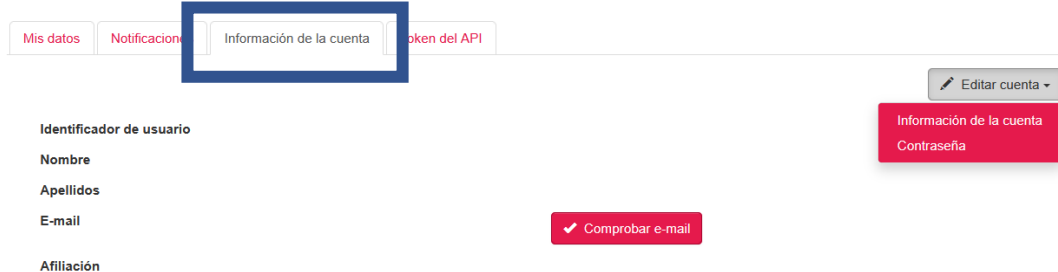 Mis datos
Notificacione
Información de la cuenta
oken del API
Editar cuenta
Información de la cuenta
Contraseña
Identificador de usuario
Nombre
Apellidos
E-mail
Comprobar e-mail
Afiliación